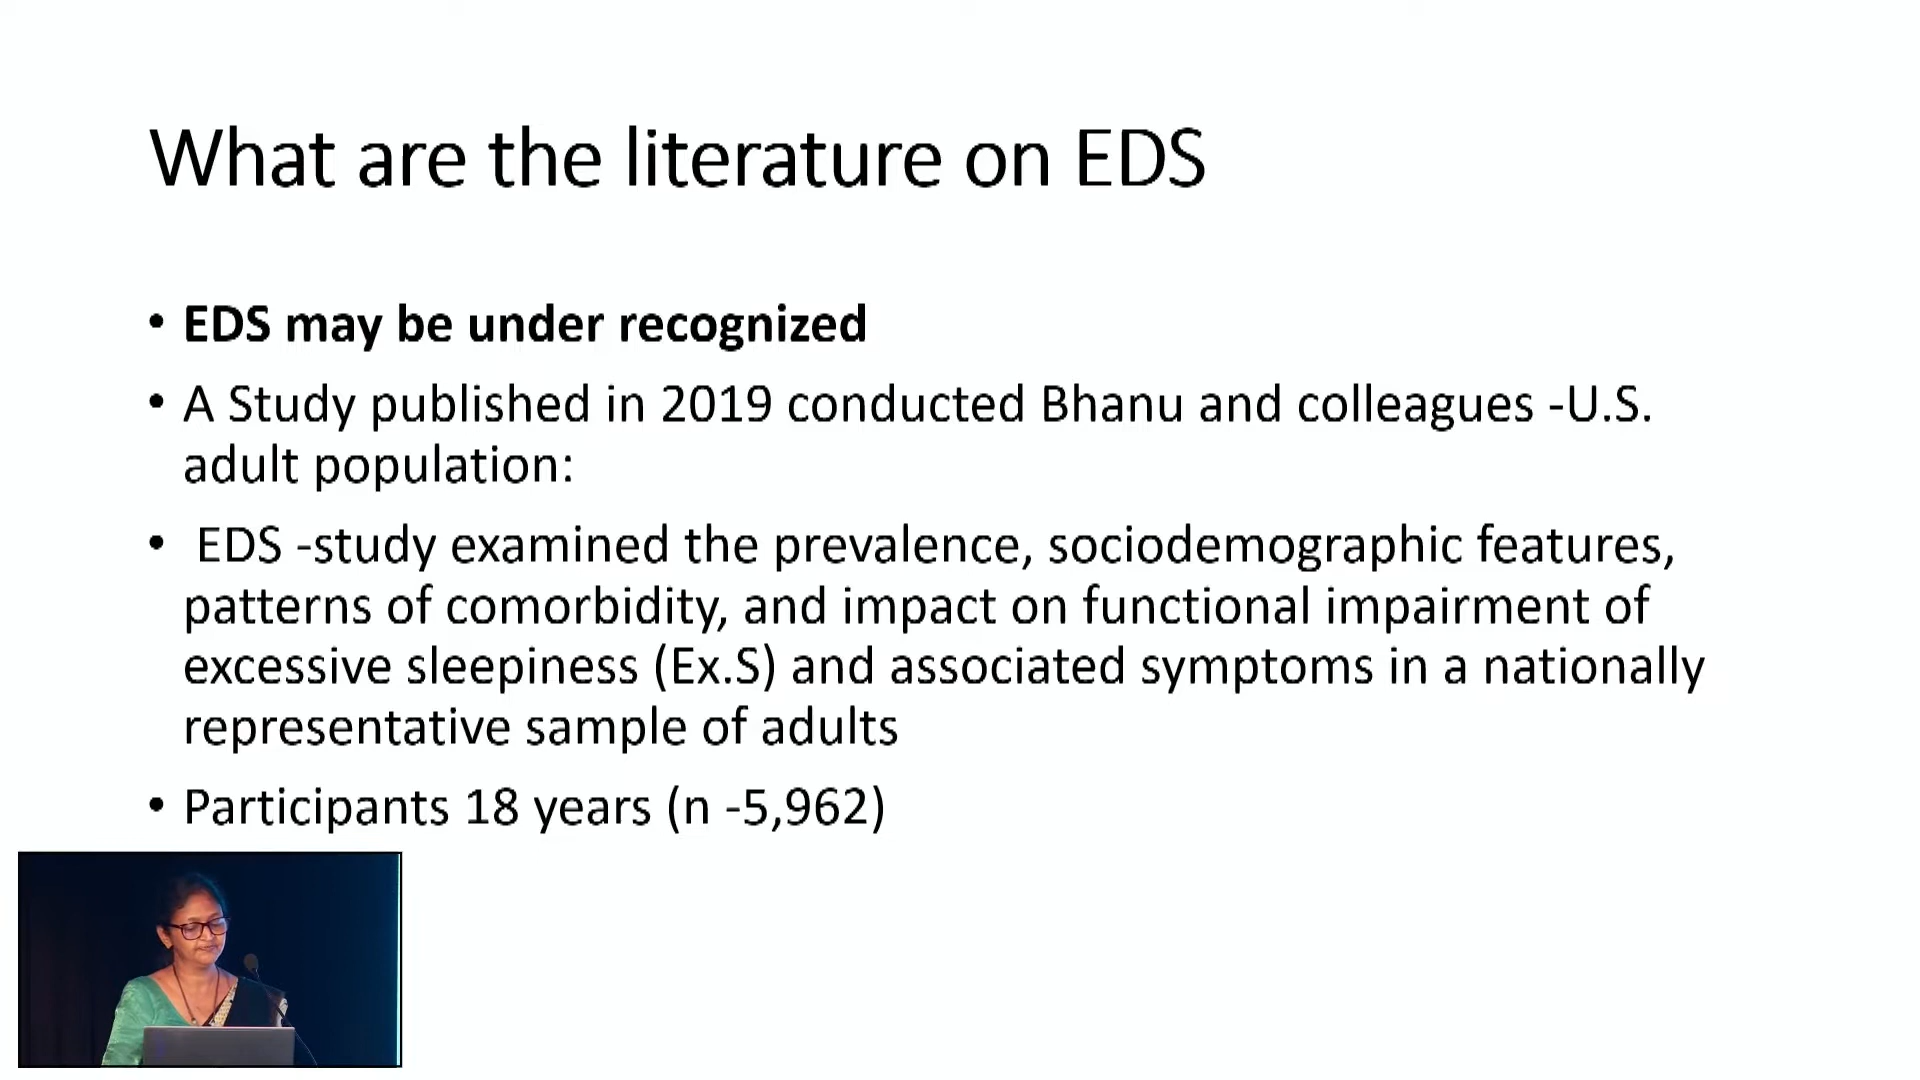 What are the literature on EDS
• EDS may be under recognized
• A Study published in 2019 conducted Bhanu and colleagues -U.S.
adult population:
• EDS -study examined the prevalence, sociodemographic features,
patterns of comorbidity, and impact on functional impairment of
excessive sleepiness (Ex.S) and associated symptoms in a nationally
representative sample of adults
• Participants 18 years (n -5,962)